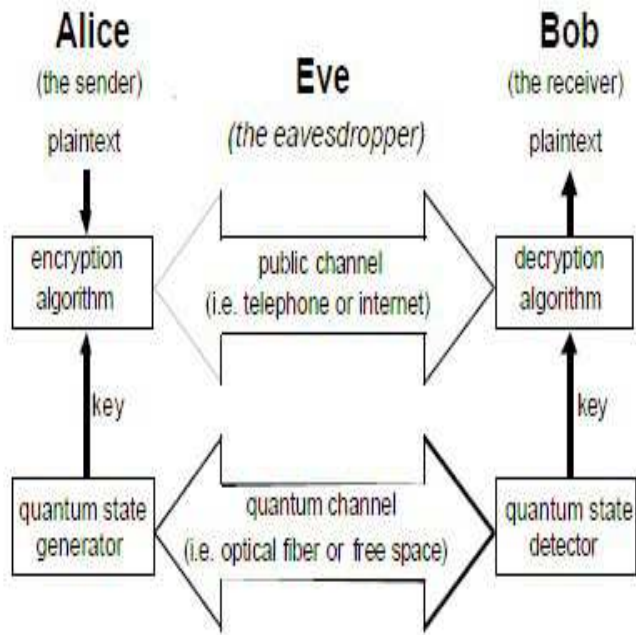 Alice
(the sender)
plaintext
Eve
(the eavesdropper)
Bob
(the receiver)
plaintext
encryption
algorithm
public channel
(i.e. telephone or internet)
decryption
algorithm
key
key
quantum state
generator
quantum channel
(i.e. optical fiber or free space)
quantum state
detector